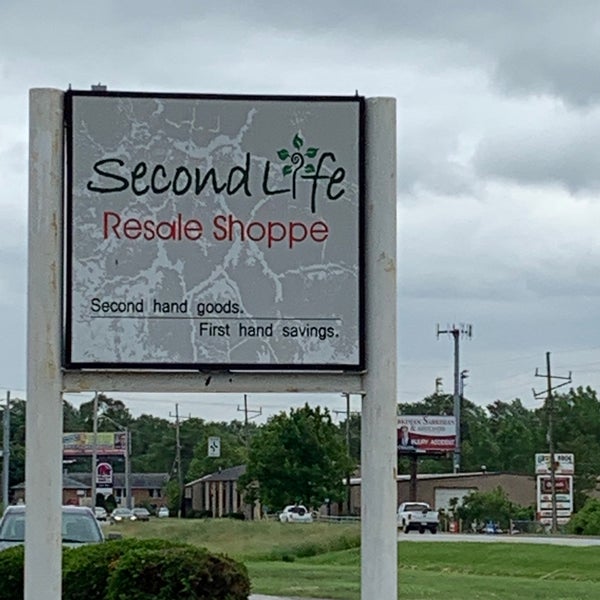 Second Life
Resale Shoppe
Second hand goods.
First hand savings.
INJURY ACCIDENT